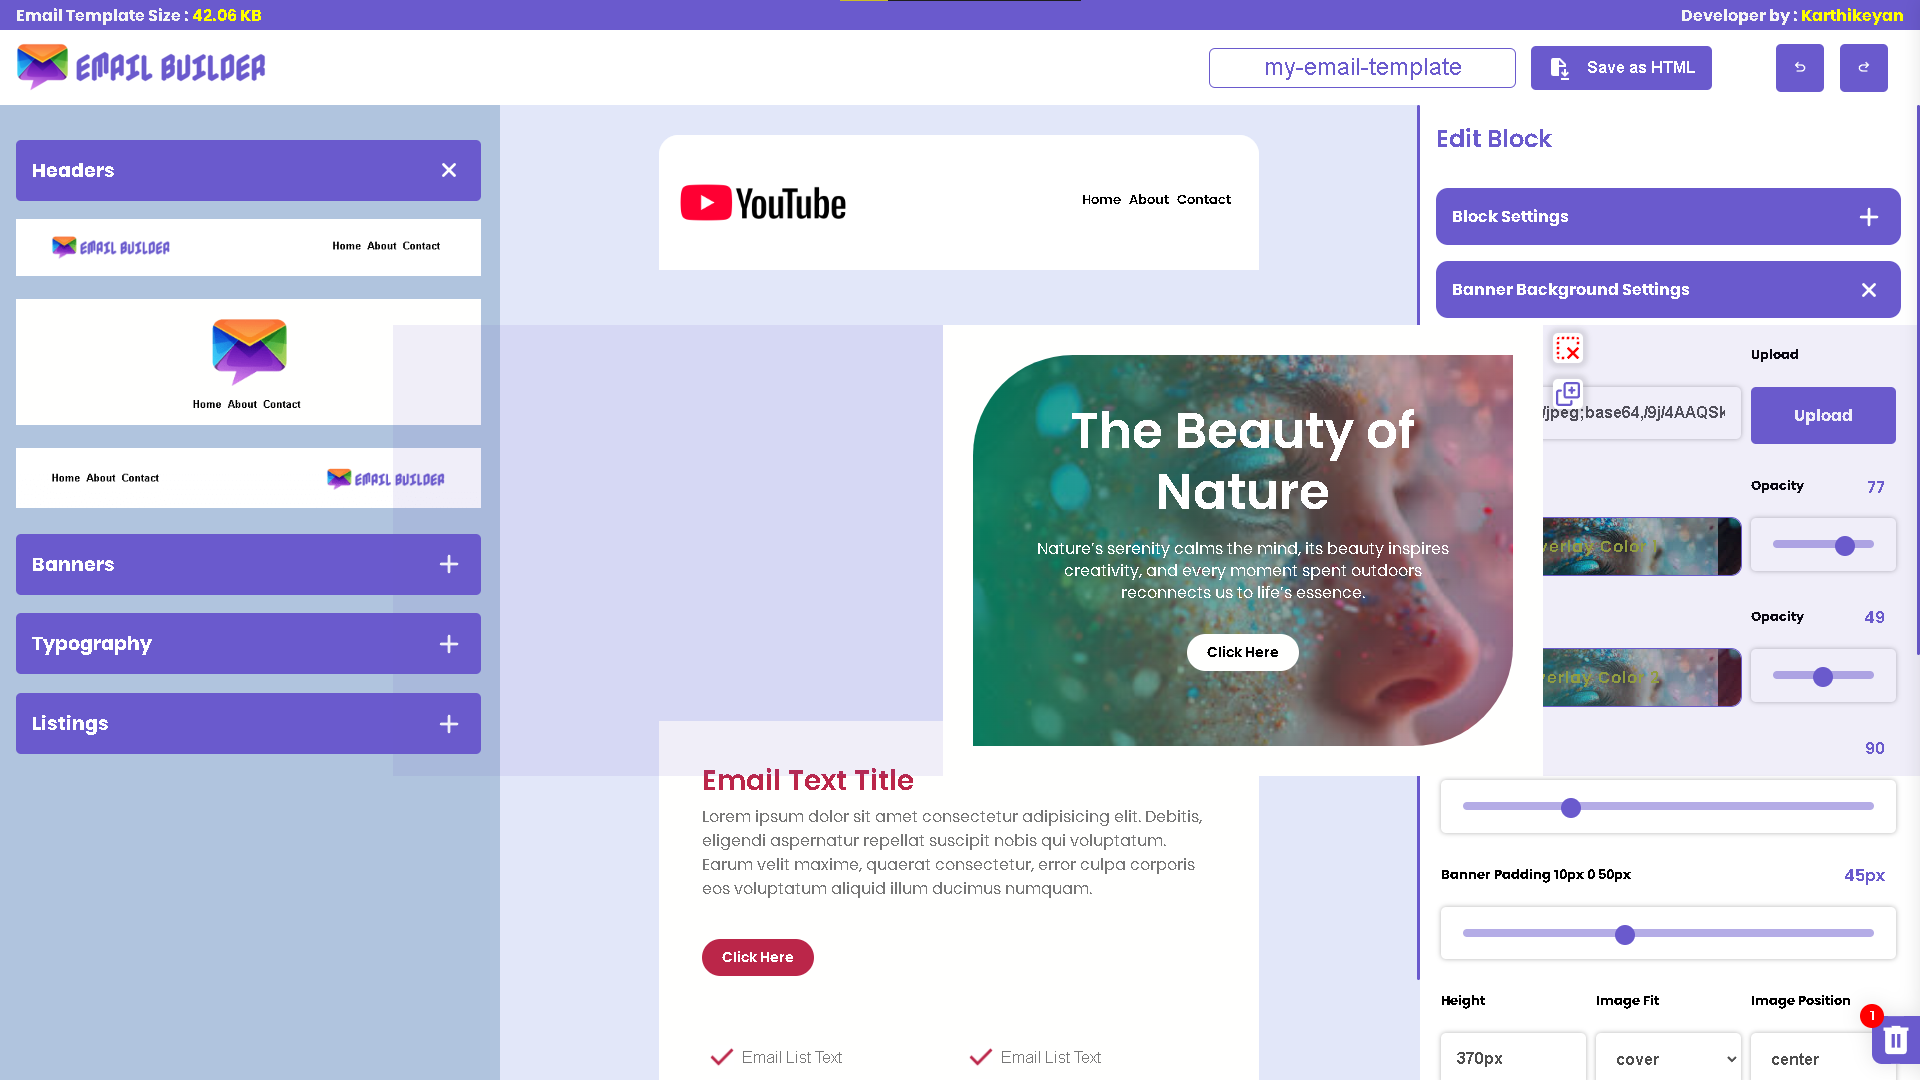 Email Template Size : 42.06 KB
Developer by : Karthikeyan
EMAIL BUILDER
my-email-template
Save as HTML
Headers
EMAIL BUILDER
Home About Contact
Home About Contact
Home About Contact
EMAIL BUILDER
Banners
Typography
Listings
YouTube
Home About Contact
The Beauty of
Nature
Nature's serenity calms the mind, its beauty inspires
creativity, and every moment spent outdoors
reconnects us to life's essence.
Click Here
Email Text Title
Lorem ipsum dolor sit amet consectetur adipisicing elit. Debitis,
eligendi aspernatur repellat suscipit nobis qui voluptatum.
Earum velit maxime, quaerat consectetur, error culpa corporis
eos voluptatum aliquid illum ducimus numquam.
Click Here
Email List Text
Email List Text
Edit Block
Block Settings
Banner Background Settings
Upload
/jpeg;base64,/9j/4AAQSk
Upload
Opacity 77
verlay Color 1
Opacity 49
verlay Color 2
90
Banner Padding 10px 0 50px 45px
Height Image Fit Image Position
370px cover center
1